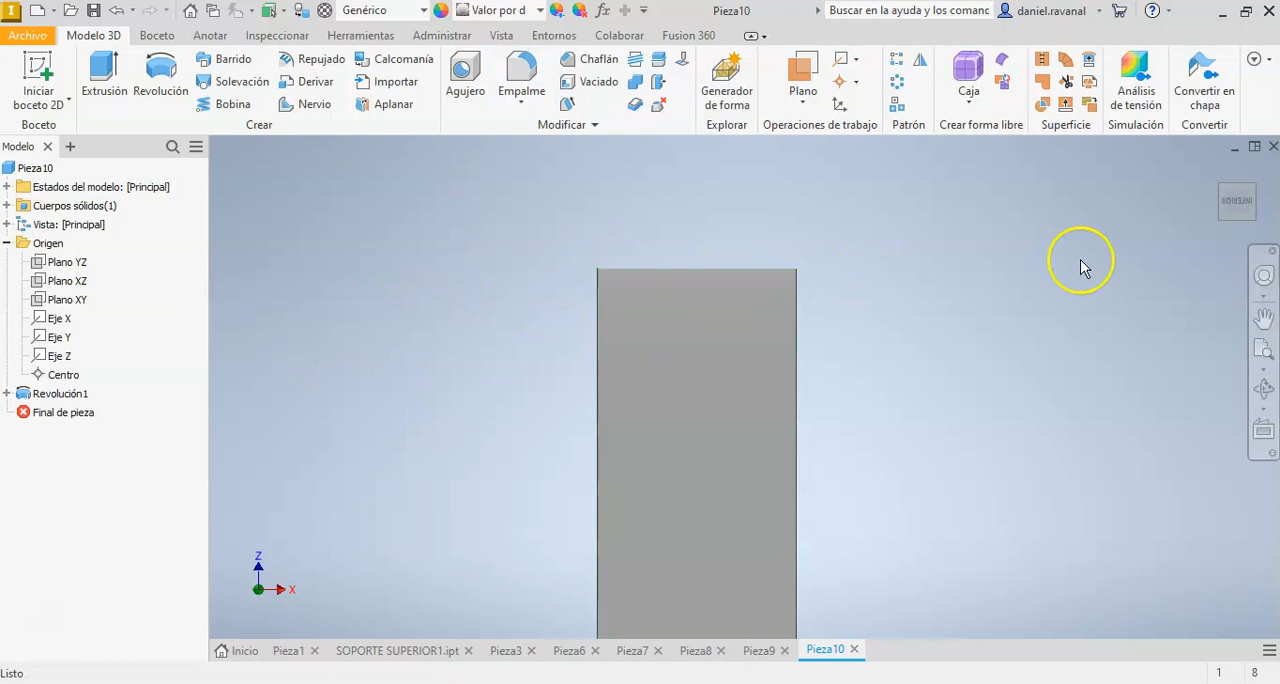 Genérico
Valor por d
Pieza10
Buscar en la ayuda y los comanc
daniel.ravanal
Archivo
Modelo 3D
Boceto
Anotar
Inspeccionar
Herramientas
Administrar
Vista
Entornos
Colaborar
Fusion 360
Iniciar
boceto 2D
Extrusión
Revolución
Barrido
Solevación
Bobina
Repujado
Derivar
Nervio
Calcomanía
Importar
Aplanar
Agujero
Empalme
Chaflán
Vaciado
Generador
de forma
Plano
Caja
Análisis
de tensión
Convertir en
chapa
Boceto
Crear
Modificar
Explorar
Operaciones de trabajo
Patrón
Crear forma libre
Superficie
Simulación
Convertir
Modelo
Pieza10
Estados del modelo: [Principal]
Cuerpos sólidos(1)
Vista: [Principal]
Origen
Plano YZ
Plano XZ
Plano XY
Eje X
Eje Y
Eje Z
Centro
Revolución1
Final de pieza
INFERIOR
Z
X
Inicio
Pieza1
SOPORTE SUPERIOR1.ipt
Pieza3
Pieza6
Pieza7
Pieza8
Pieza9
Pieza10
Listo
1
8